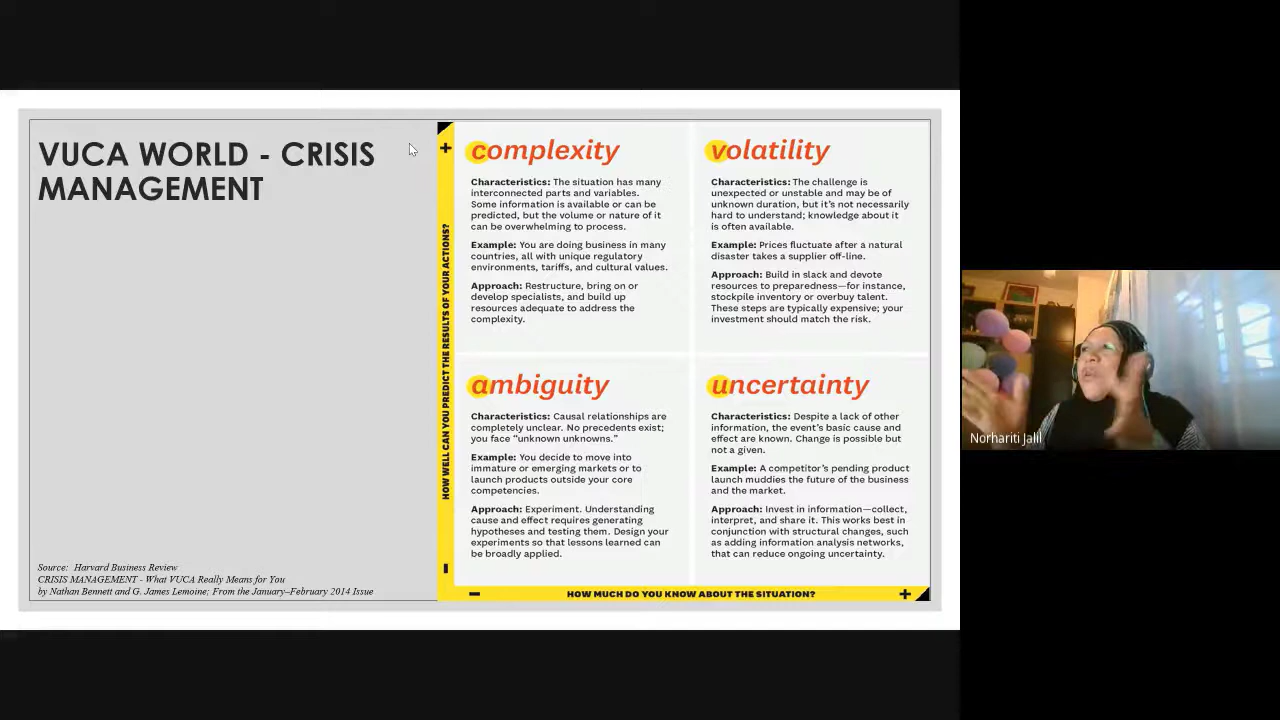 VUCA WORLD - CRISIS
MANAGEMENT
Source: Harvard Business Review
CRISIS MANAGEMENT - What VUCA Really Means for You
by Nathan Bennett and G. James Lemoine; From the January–February 2014 Issue
+
HOW WELL CAN YOU PREDICT THE RESULTS OF YOUR ACTIONS?
-
complexity
Characteristics: The situation has many
interconnected parts and variables.
Some information is available or can be
predicted, but the volume or nature of it
can be overwhelming to process.
Example: You are doing business in many
countries, all with unique regulatory
environments, tariffs, and cultural values.
Approach: Restructure, bring on or
develop specialists, and build up
resources adequate to address the
complexity.
volatility
Characteristics: The challenge is
unexpected or unstable and may be of
unknown duration, but it's not necessarily
hard to understand; knowledge about it
is often available.
Example: Prices fluctuate after a natural
disaster takes a supplier off-line.
Approach: Build in slack and devote
resources to preparedness—for instance,
stockpile inventory or overbuy talent.
These steps are typically expensive; your
investment should match the risk.
ambiguity
Characteristics: Causal relationships are
completely unclear. No precedents exist;
you face “unknown unknowns.”
Example: You decide to move into
immature or emerging markets or to
launch products outside your core
competencies.
Approach: Experiment. Understanding
cause and effect requires generating
hypotheses and testing them. Design your
experiments so that lessons learned can
be broadly applied.
uncertainty
Characteristics: Despite a lack of other
information, the event's basic cause and
effect are known. Change is possible but
not a given.
Example: A competitor's pending product
launch muddies the future of the business
and the market.
Approach: Invest in information—collect,
interpret, and share it. This works best in
conjunction with structural changes, such
as adding information analysis networks,
that can reduce ongoing uncertainty.
- HOW MUCH DO YOU KNOW ABOUT THE SITUATION? +
Norhariti Jalil